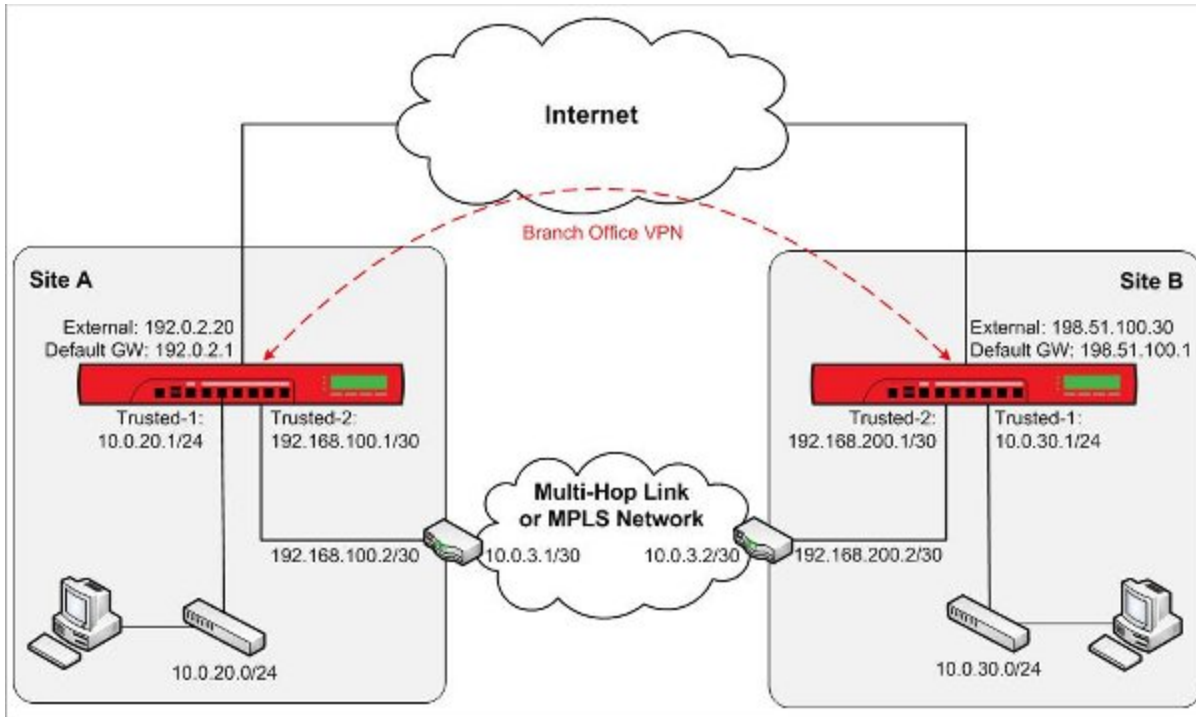 Internet
Branch Office VPN
Site A
External: 192.0.2.20
Default GW: 192.0.2.1
Trusted-1:
10.0.20.1/24
Trusted-2:
192.168.100.1/30
Site B
External: 198.51.100.30
Default GW: 198.51.100.1
Trusted-2:
192.168.200.1/30
Trusted-1:
10.0.30.1/24
Multi-Hop Link
or MPLS Network
192.168.100.2/30
10.0.3.1/30
10.0.3.2/30
192.168.200.2/30
10.0.20.0/24
10.0.30.0/24